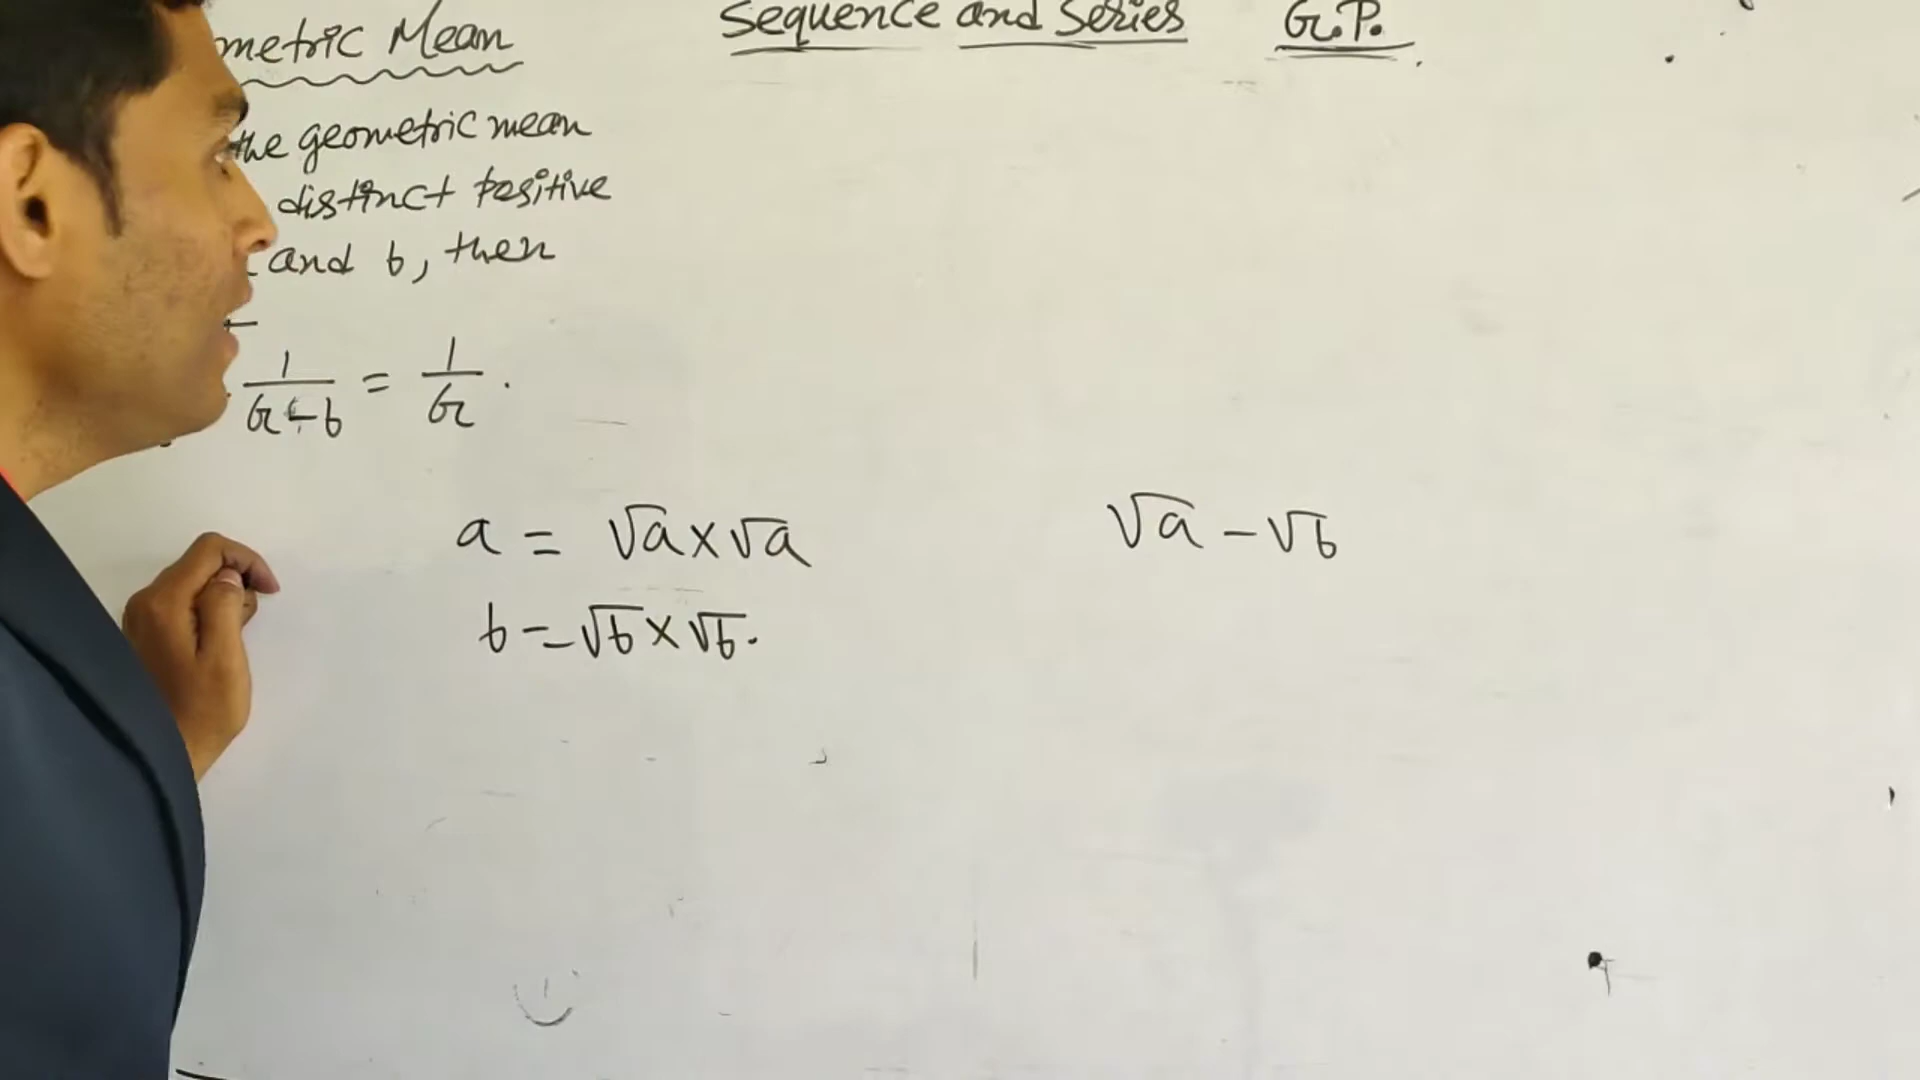 metric Mean
Sequence and Series G.P.
the geometric mean
distinct positive
and b, then
1/(G-b) = 1/G.
a = √a×√a
√a - √b
b = √b × √b.